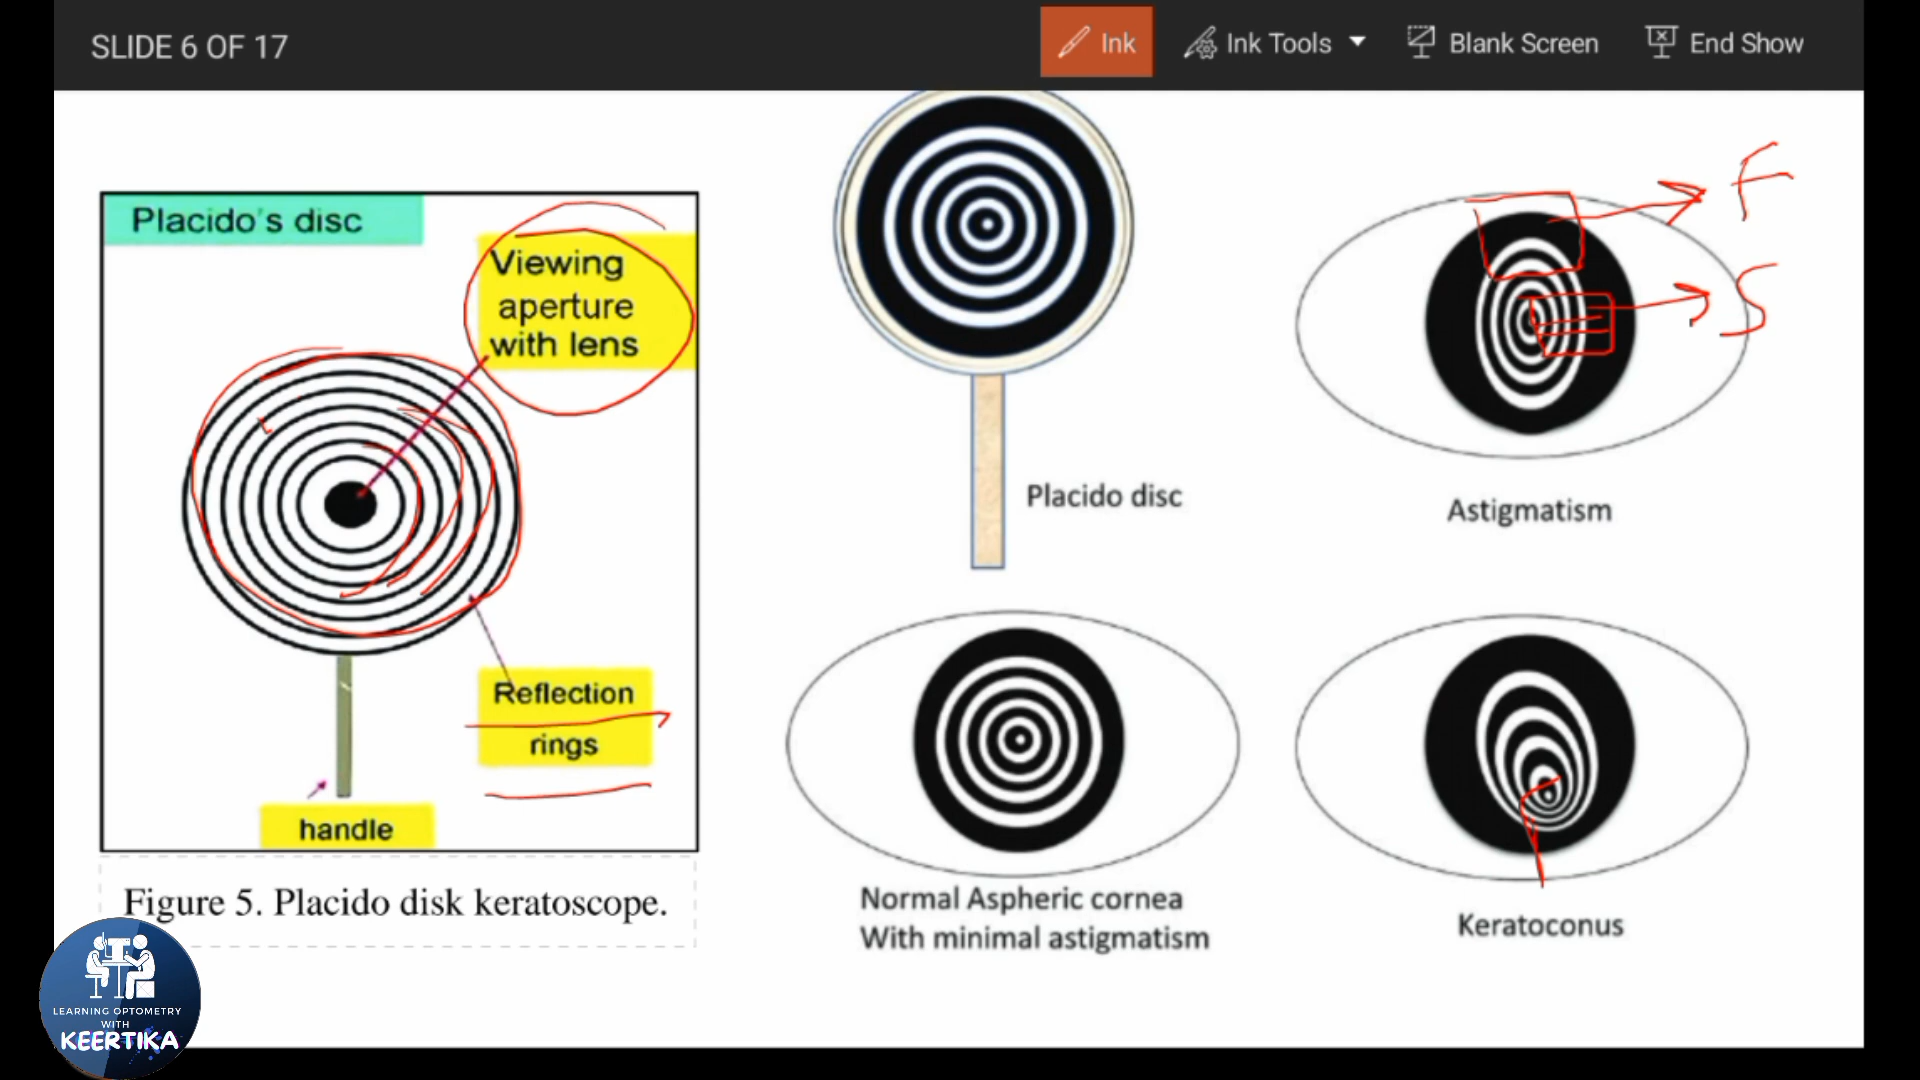 SLIDE 6 OF 17
Ink
Ink Tools
Blank Screen
End Show
Placido's disc
Viewing
aperture
with lens
Reflection
rings
handle
Figure 5. Placido disk keratoscope.
Placido disc
F
S
Astigmatism
Normal Aspheric cornea
With minimal astigmatism
Keratoconus
LEARNING OPTOMETRY
WITH
KEERTIKA